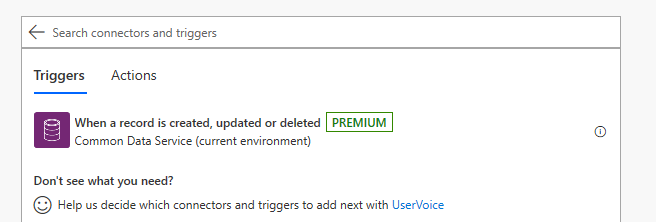 Search connectors and triggers
Triggers Actions
When a record is created, updated or deleted PREMIUM
Common Data Service (current environment)
Don't see what you need?
Help us decide which connectors and triggers to add next with UserVoice